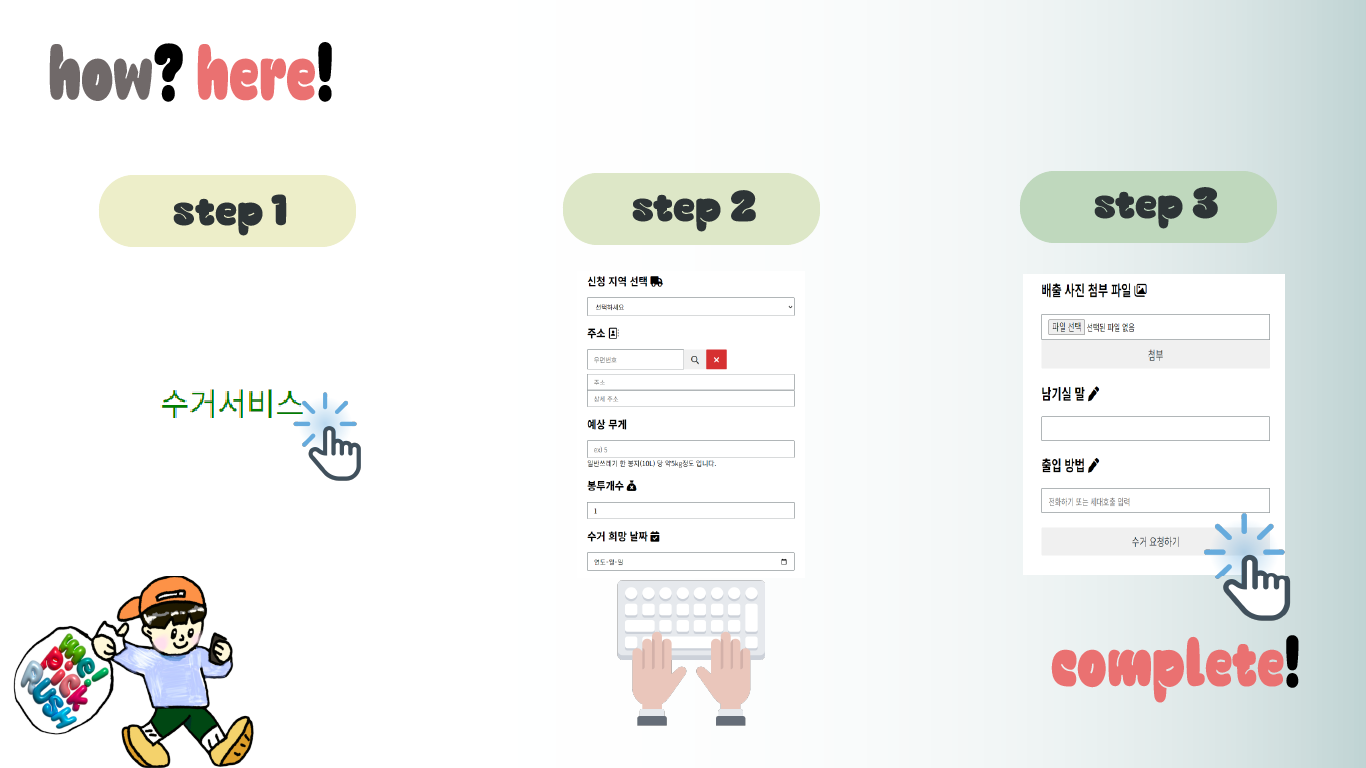 how? here!
step 1
수거서비스
step 2
신청 지역 선택
선택하세요
주소
우편번호
주소
상세 주소
예상 무게
ex) 5
일반쓰레기 한 봉지(10L) 당 약5kg정도 입니다.
봉투개수
1
수거 희망 날짜
연도-월-일
step 3
배출 사진 첨부 파일
파일 선택 선택된 파일 없음
첨부
남기실 말
출입 방법
전화하기 또는 세대호출 입력
수거 요청하기
complete!
me!
Pick
Rush